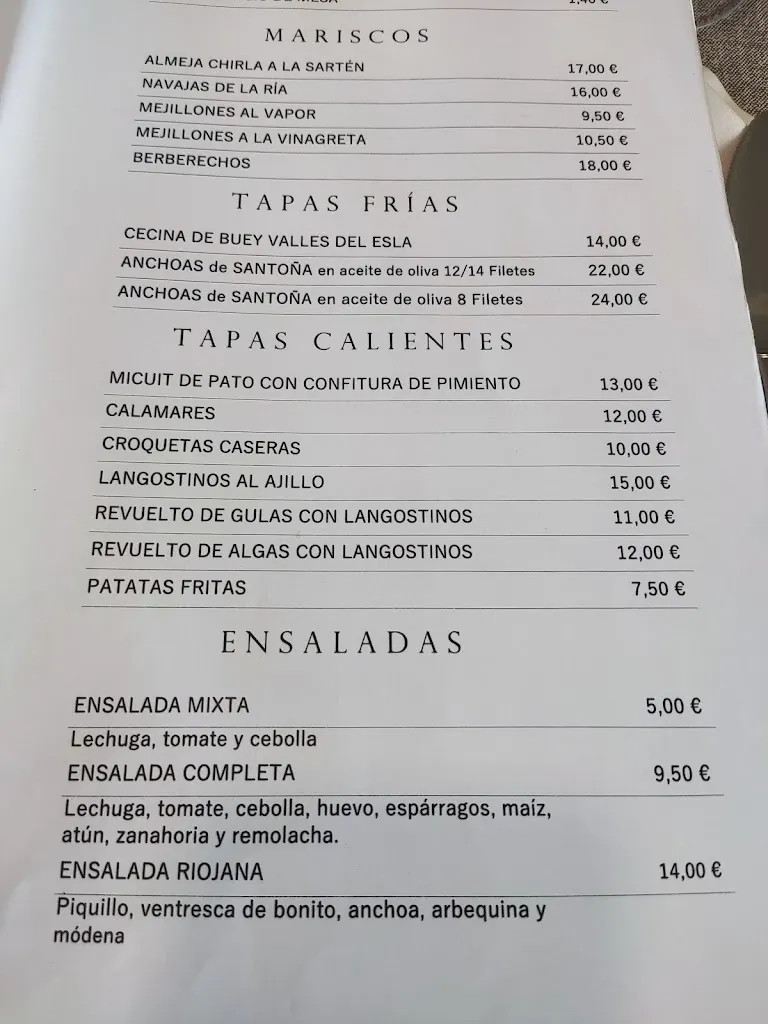 MESA 1,40 €
MARISCOS
ALMEJA CHIRLA A LA SARTÉN 17,00 €
NAVAJAS DE LA RÍA 16,00 €
MEJILLONES AL VAPOR 9,50 €
MEJILLONES A LA VINAGRETA 10,50 €
BERBERECHOS 18,00 €
TAPAS FRÍAS
CECINA DE BUEY VALLES DEL ESLA 14,00 €
ANCHOAS de SANTOÑA en aceite de oliva 12/14 Filetes 22,00 €
ANCHOAS de SANTOÑA en aceite de oliva 8 Filetes 24,00 €
TAPAS CALIENTES
MICUIT DE PATO CON CONFITURA DE PIMIENTO 13,00 €
CALAMARES 12,00 €
CROQUETAS CASERAS 10,00 €
LANGOSTINOS AL AJILLO 15,00 €
REVUELTO DE GULAS CON LANGOSTINOS 11,00 €
REVUELTO DE ALGAS CON LANGOSTINOS 12,00 €
PATATAS FRITAS 7,50 €
ENSALADAS
ENSALADA MIXTA 5,00 €
Lechuga, tomate y cebolla
ENSALADA COMPLETA 9,50 €
Lechuga, tomate, cebolla, huevo, espárragos, maíz,
atún, zanahoria y remolacha.
ENSALADA RIOJANA 14,00 €
Piquillo, ventresca de bonito, anchoa, arbequina y
módena